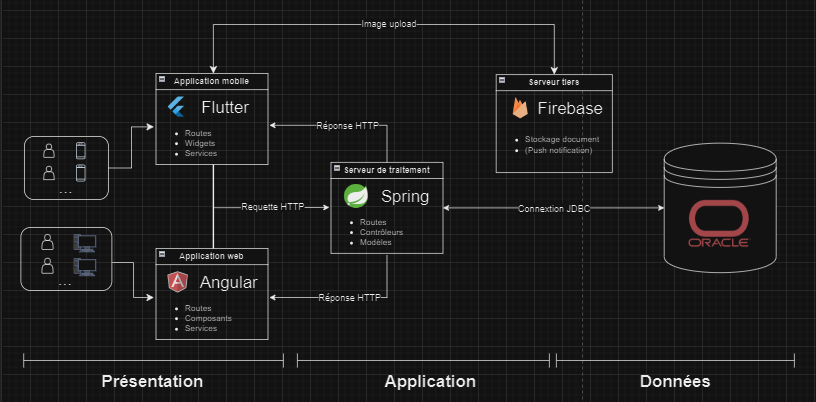 Image upload
Application mobile
Flutter
Routes
Widgets
Services
Serveur tiers
Firebase
Stockage document
(Push notification)
Réponse HTTP
...
Serveur de traitement
Spring
Routes
Contrôleurs
Modèles
Requette HTTP
Connextion JDBC
ORACLE
Application web
Angular
Routes
Composants
Services
...
Réponse HTTP
Présentation
Application
Données